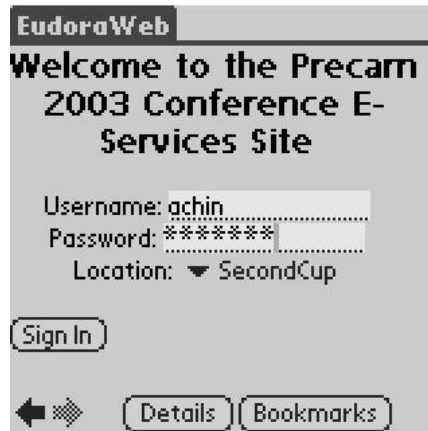 EudoraWeb
Welcome to the Precarn
2003 Conference E-
Services Site
Username: achin
Password: *******
Location: SecondCup
Sign In
Details Bookmarks